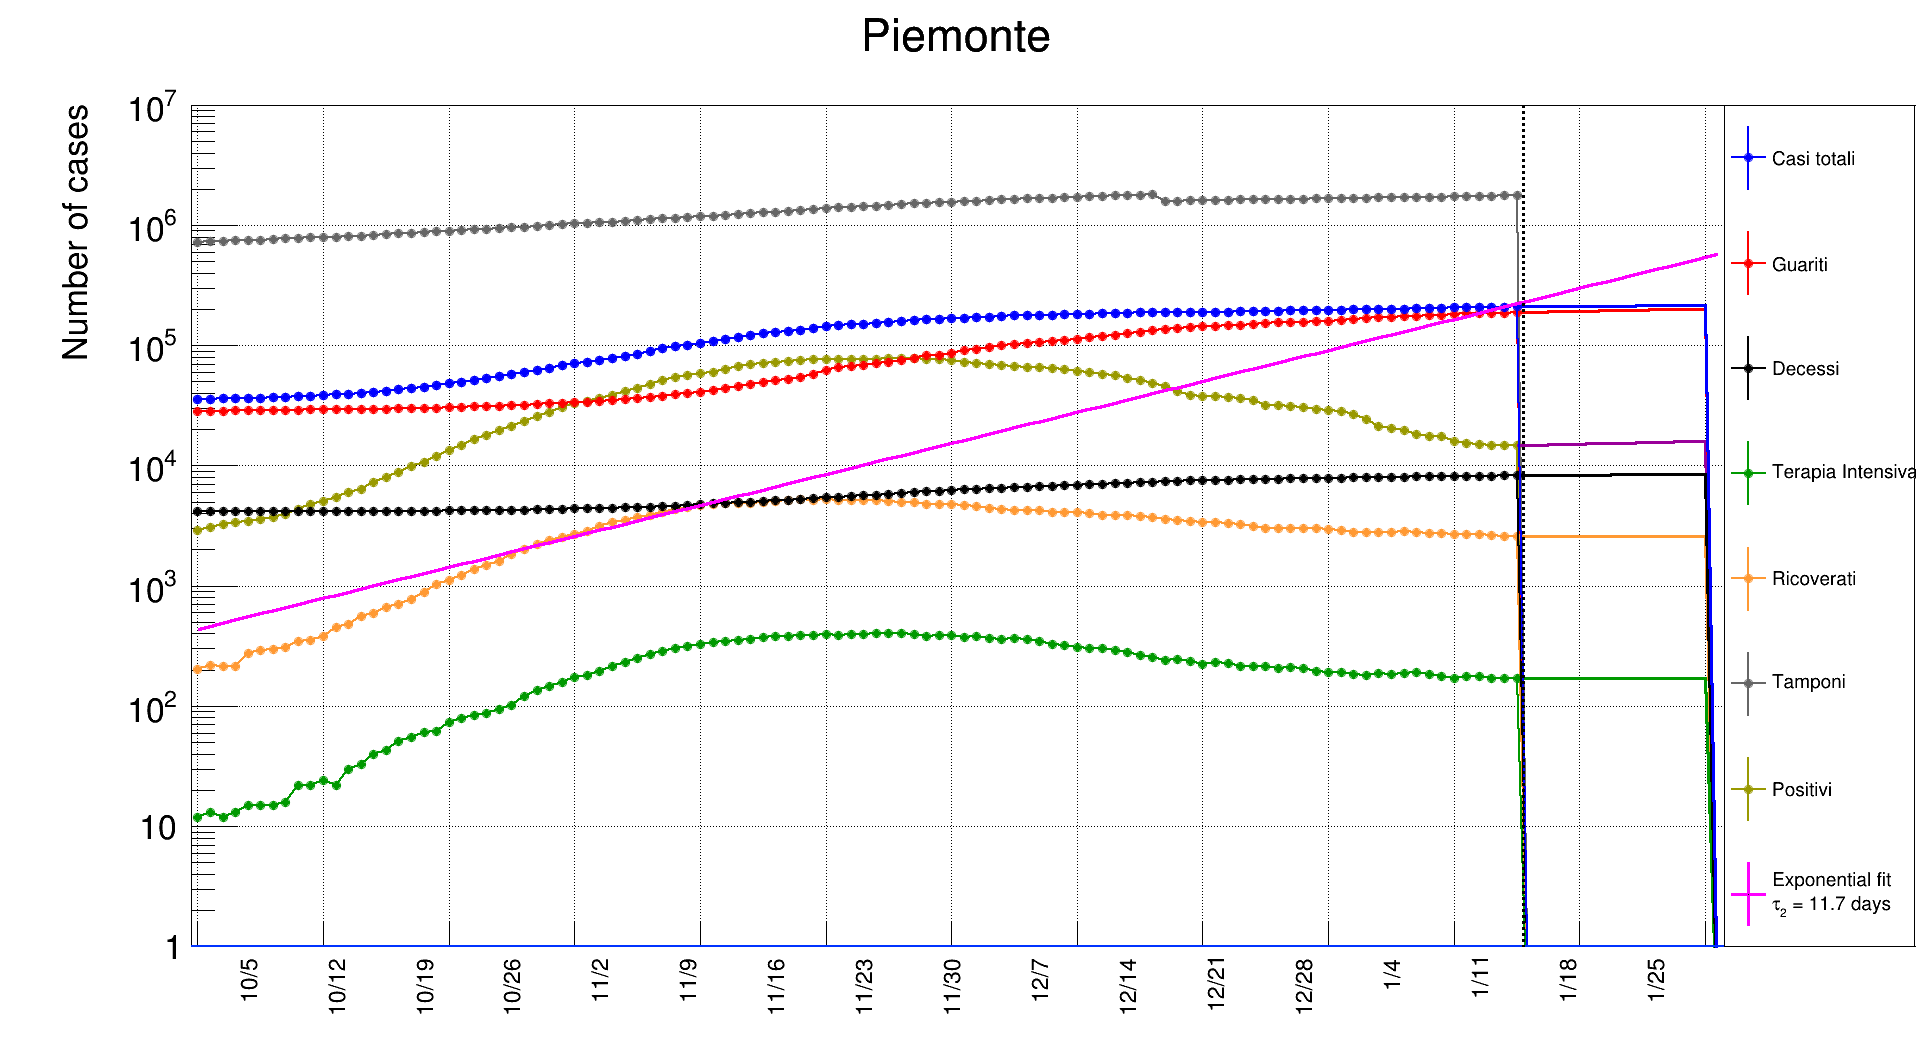 Piemonte
Number of cases
10^7
10^6
10^5
10^4
10^3
10^2
10
1
10/5
10/12
10/19
10/26
11/2
11/9
11/16
11/23
11/30
12/7
12/14
12/21
12/28
1/4
1/11
1/18
1/25
Casi totali
Guariti
Decessi
Terapia Intensiva
Ricoverati
Tamponi
Positivi
Exponential fit
τ_2 = 11.7 days